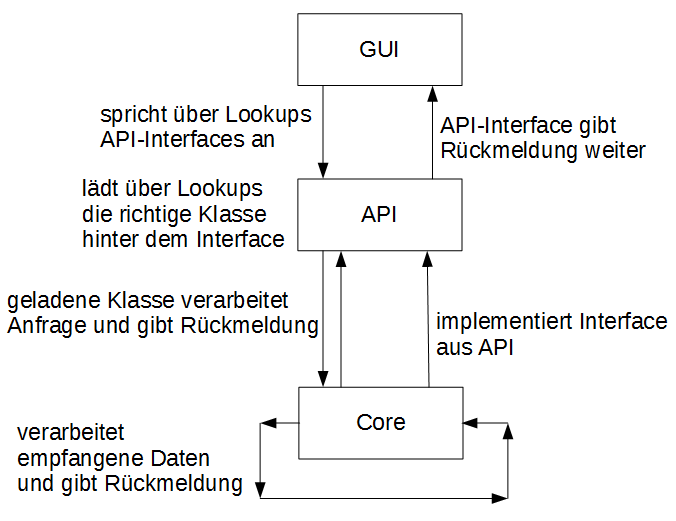 GUI
spricht über Lookups
API-Interfaces an
API-Interface gibt
Rückmeldung weiter
lädt über Lookups
die richtige Klasse
hinter dem Interface
API
geladene Klasse verarbeitet
Anfrage und gibt Rückmeldung
implementiert Interface
aus API
Core
verarbeitet
empfangene Daten
und gibt Rückmeldung